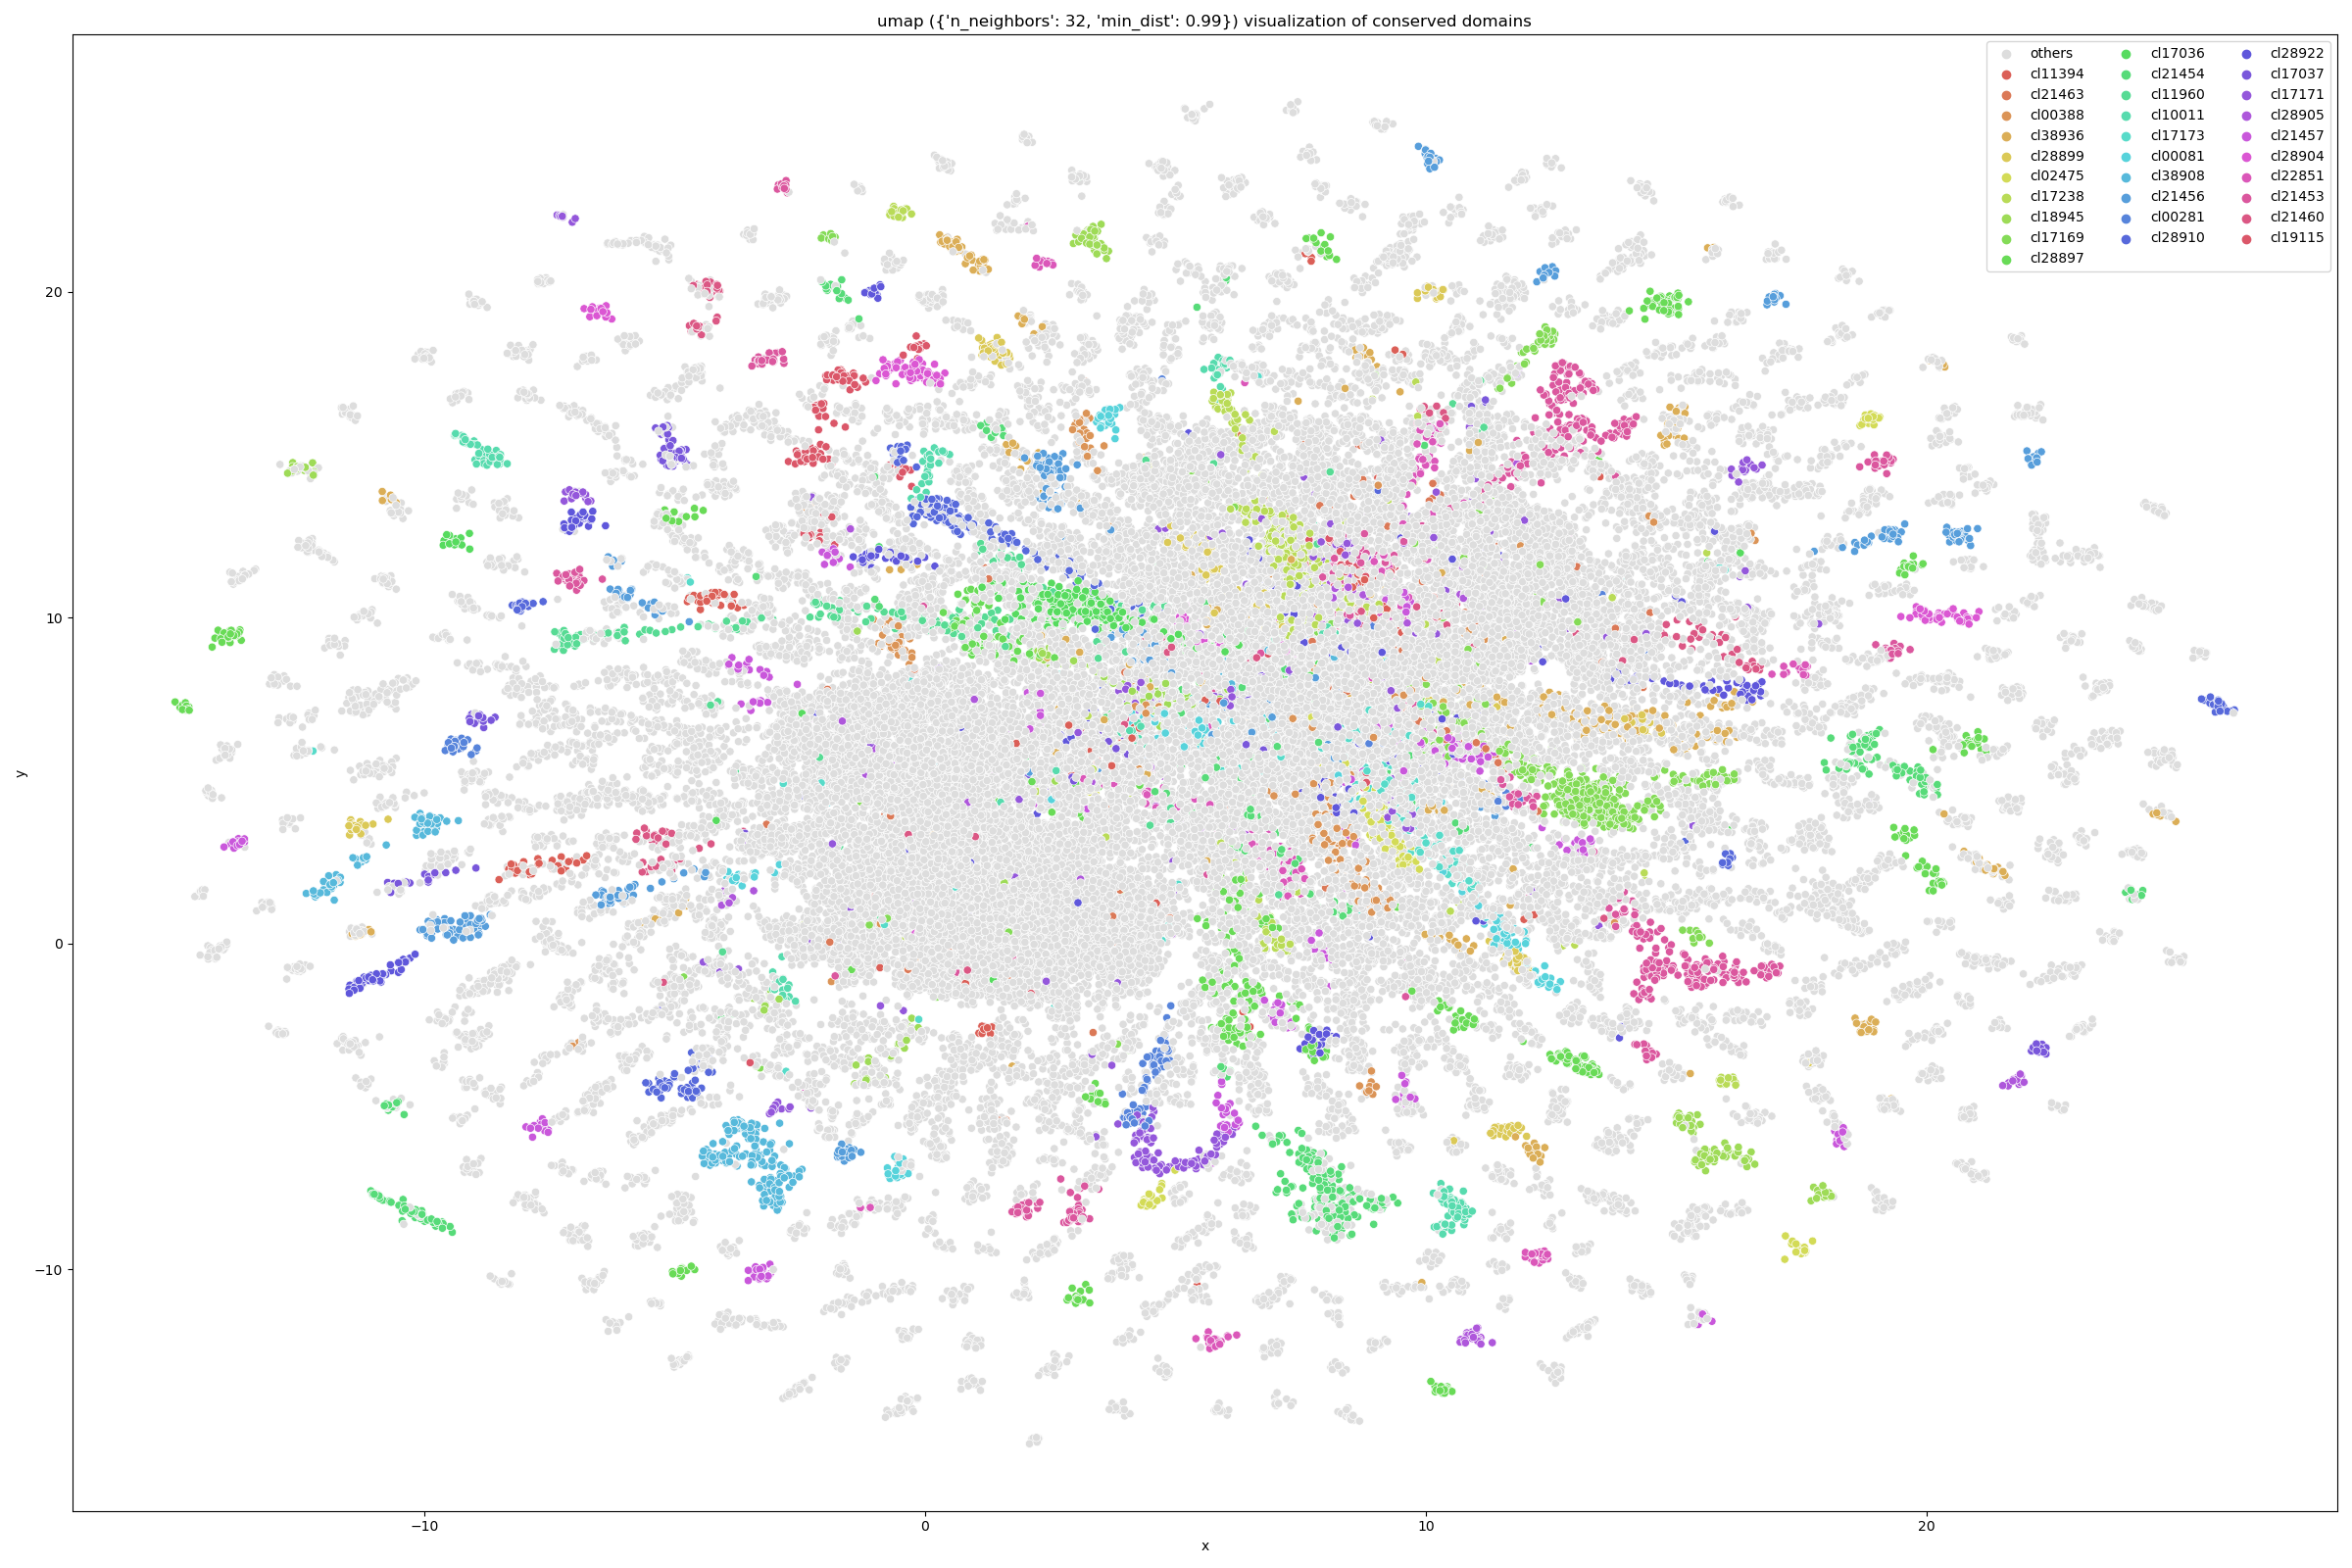 umap ({'n_neighbors': 32, 'min_dist': 0.99}) visualization of conserved domains
others
cl11394
cl21463
cl00388
cl38936
cl28899
cl02475
cl17238
cl18945
cl17169
cl28897
cl17036
cl21454
cl11960
cl10011
cl17173
cl00081
cl38908
cl21456
cl00281
cl28910
cl28922
cl17037
cl17171
cl28905
cl21457
cl28904
cl22851
cl21453
cl21460
cl19115
20
10
0
−10
y
−10
0
10
20
x